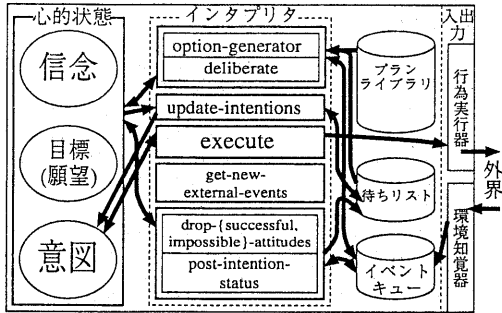 心的状態
信念
目標
(願望)
意図
インタプリタ
option-generator
deliberate
update-intentions
execute
get-new-
external-events
drop-{successful,
impossible}-attitudes
post-intention-
status
プラン
ライブラリ
待ちリスト
イベント
キュー
入出
力
行為実行器
環境知覚器
外界